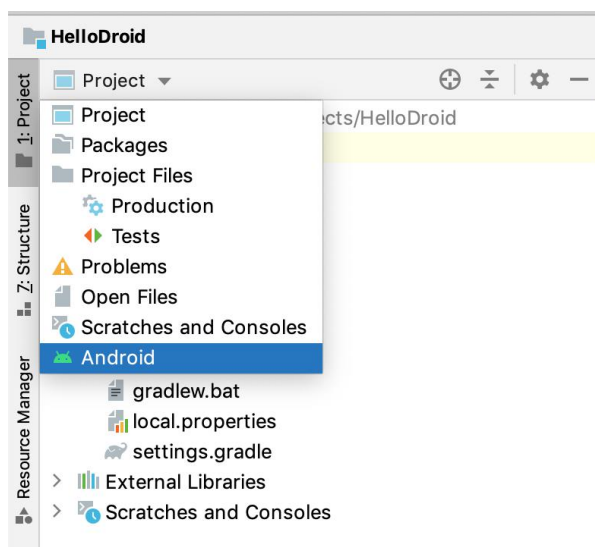 HelloDroid
Project
Project
Packages
Project Files
Production
Tests
Problems
Open Files
Scratches and Consoles
Android
cts/HelloDroid
gradlew.bat
local.properties
settings.gradle
External Libraries
Scratches and Consoles
1: Project
Z: Structure
Resource Manager